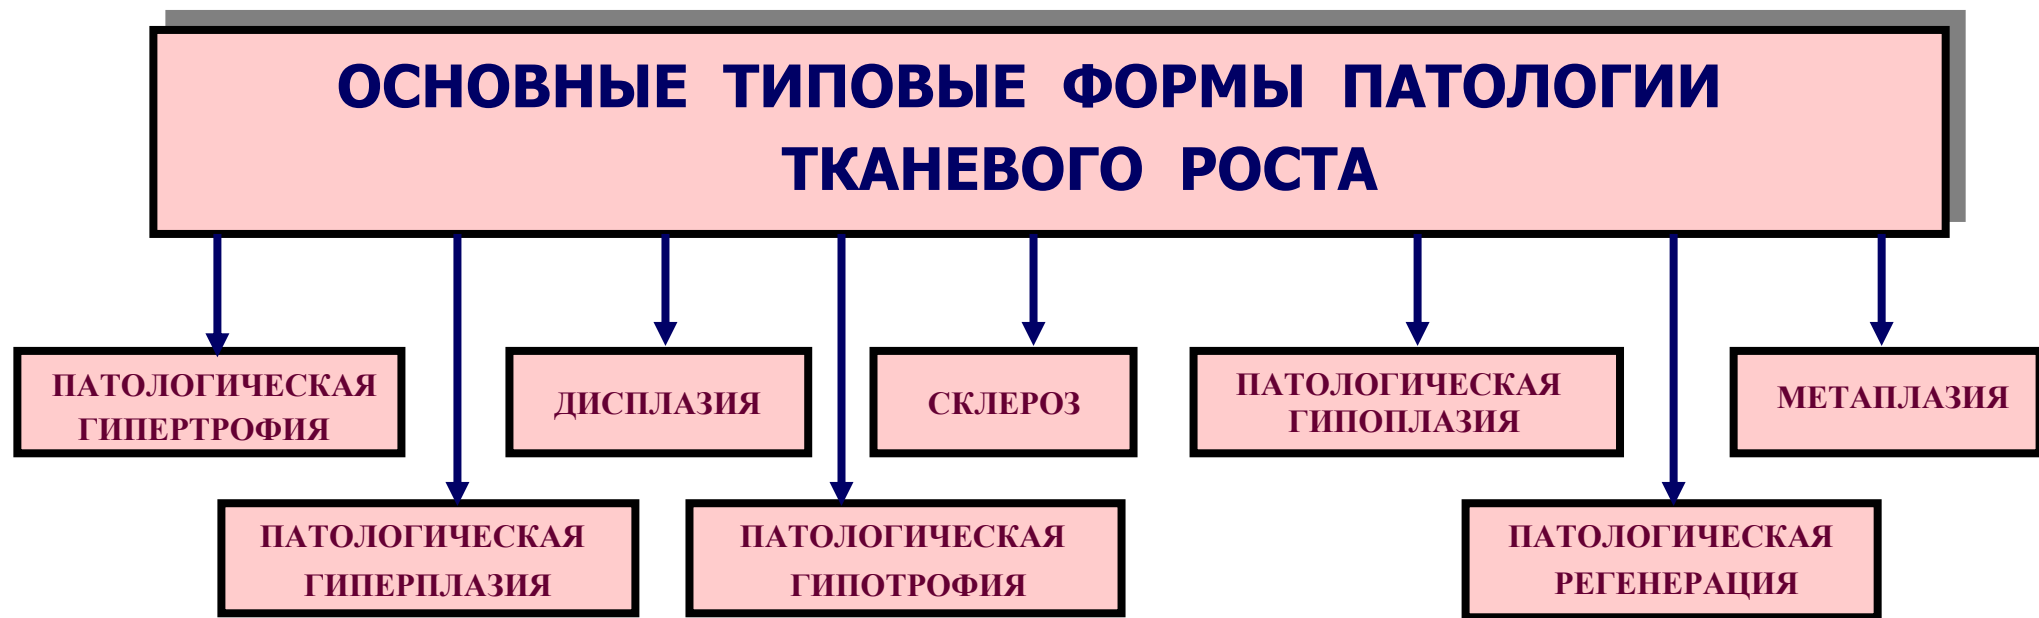 ОСНОВНЫЕ ТИПОВЫЕ ФОРМЫ ПАТОЛОГИИ
ТКАНЕВОГО РОСТА
ПАТОЛОГИЧЕСКАЯ
ГИПЕРТРОФИЯ
ДИСПЛАЗИЯ
СКЛЕРОЗ
ПАТОЛОГИЧЕСКАЯ
ГИПОПЛАЗИЯ
МЕТАПЛАЗИЯ
ПАТОЛОГИЧЕСКАЯ
ГИПЕРПЛАЗИЯ
ПАТОЛОГИЧЕСКАЯ
ГИПОТРОФИЯ
ПАТОЛОГИЧЕСКАЯ
РЕГЕНЕРАЦИЯ